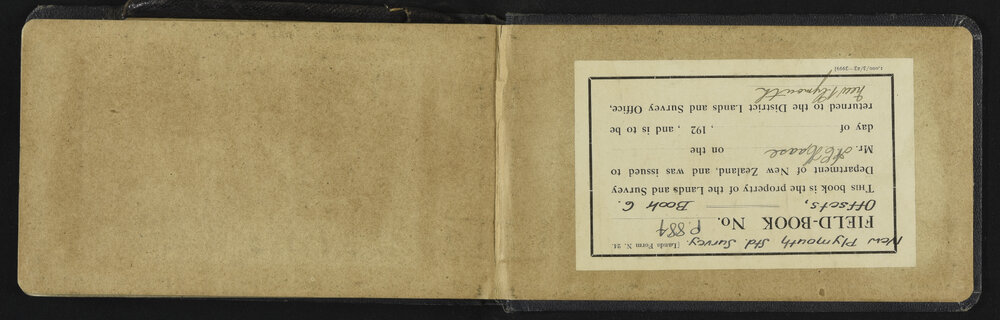 New Plymouth Std Survey. [Lands Form N. 21.
FIELD-BOOK No. P.884
Offsets, Book 6.
This book is the property of the Lands and Survey
Department of New Zealand, and was issued to
Mr. Haase on the
day of , 192 , and is to be
returned to the District Lands and Survey Office,
New Plymouth